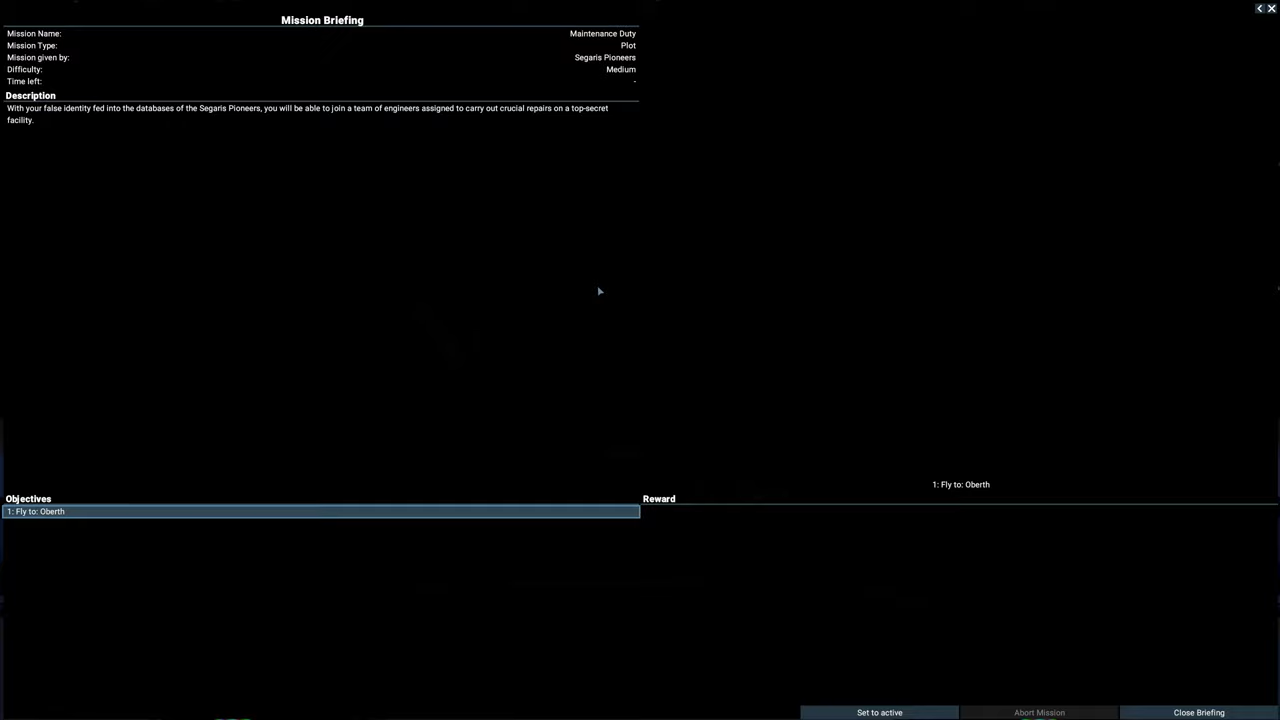 Mission Briefing
Mission Name: Maintenance Duty
Mission Type: Plot
Mission given by: Segaris Pioneers
Difficulty: Medium
Time left: -
Description
With your false identity fed into the databases of the Segaris Pioneers, you will be able to join a team of engineers assigned to carry out crucial repairs on a top-secret
facility.
1: Fly to: Oberth
Objectives
Reward
1: Fly to: Oberth
Set to active
Abort Mission
Close Briefing